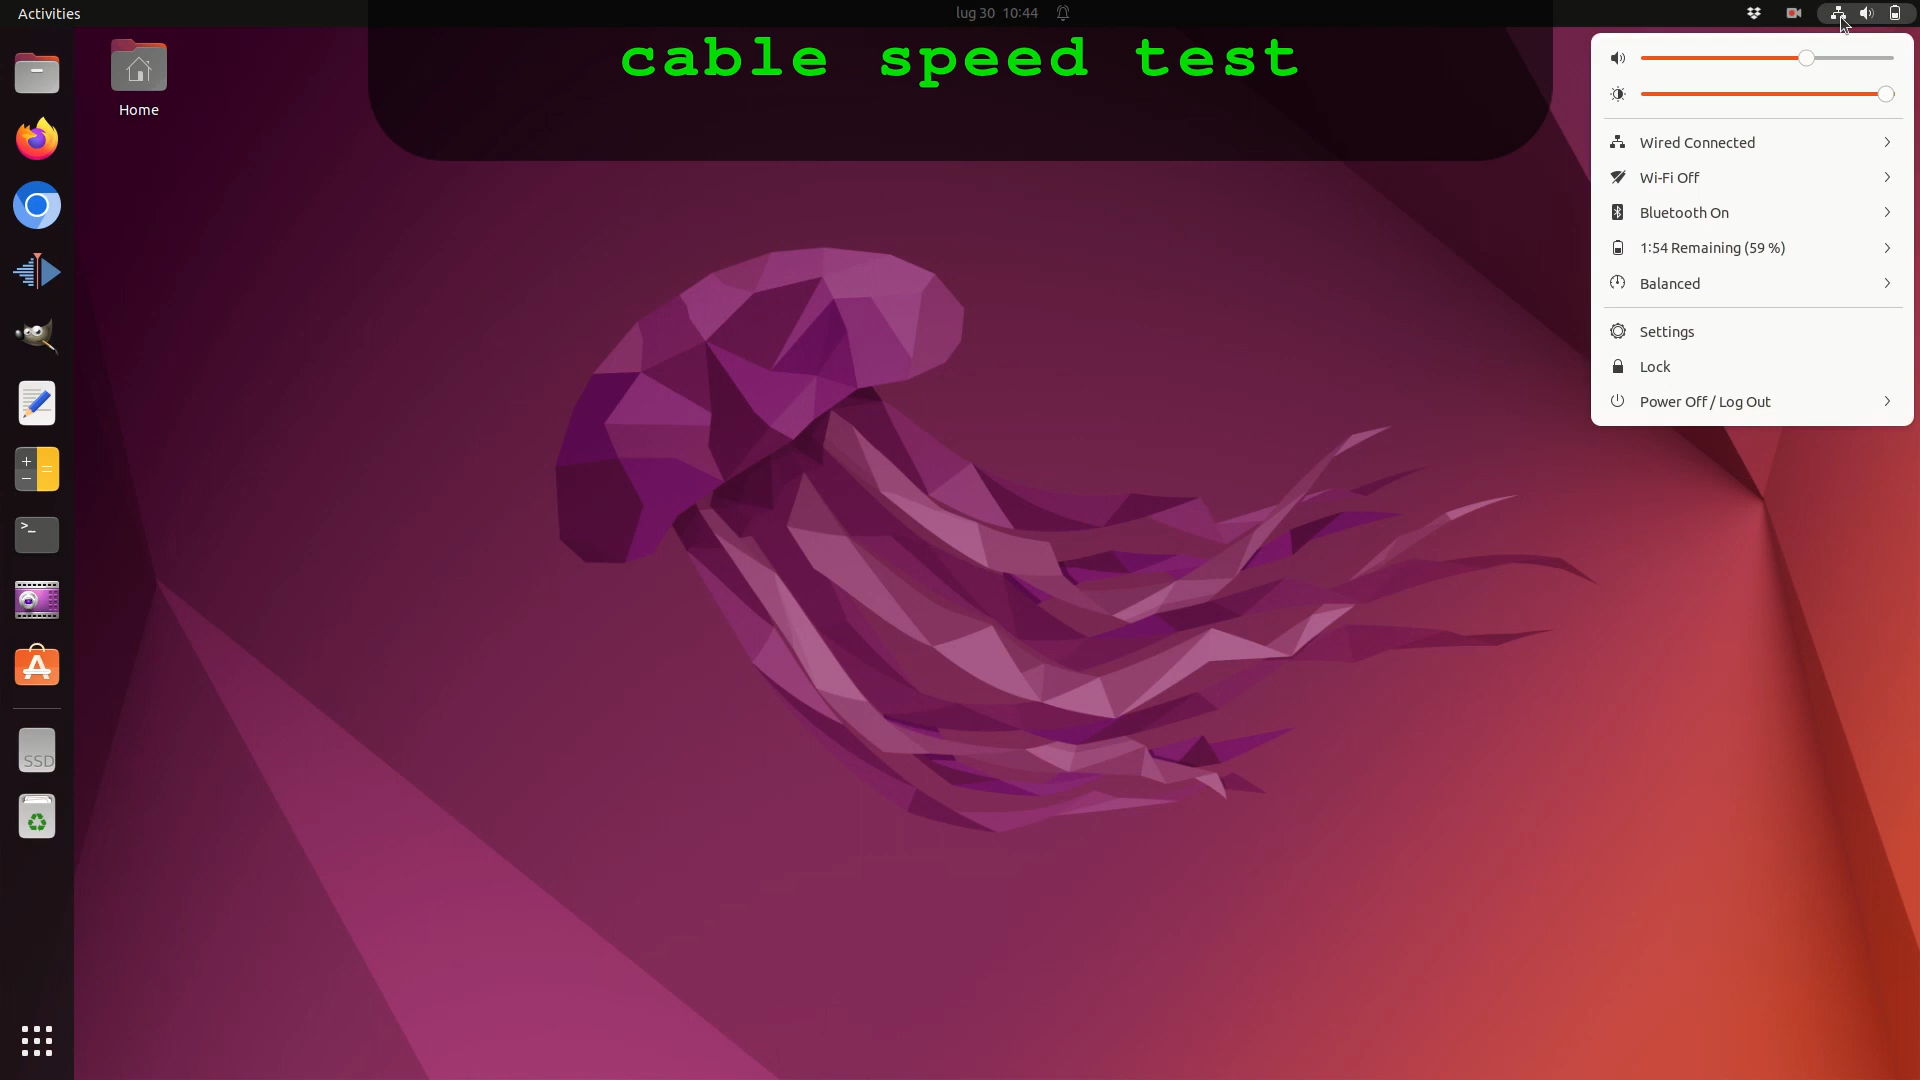 Activities
lug 30 10:44
cable speed test
Home
Wired Connected
Wi-Fi Off
Bluetooth On
1:54 Remaining (59 %)
Balanced
Settings
Lock
Power Off / Log Out
SSD